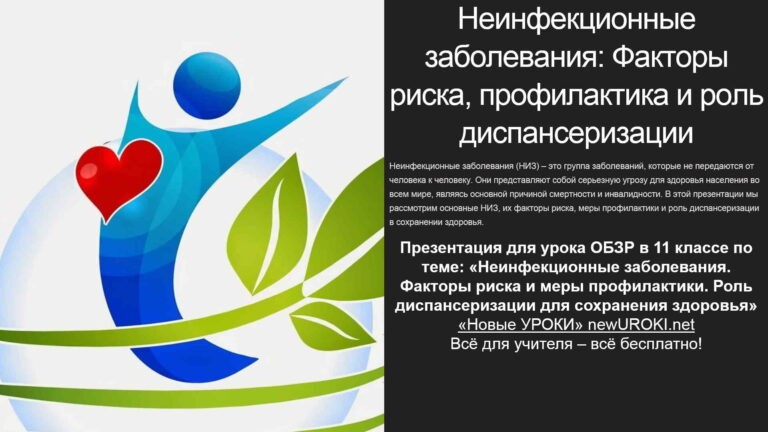 Неинфекционные
заболевания: Факторы
риска, профилактика и роль
диспансеризации
Неинфекционные заболевания (НИЗ) – это группа заболеваний, которые не передаются от
человека к человеку. Они представляют собой серьезную угрозу для здоровья населения во
всем мире, являясь основной причиной смертности и инвалидности. В этой презентации мы
рассмотрим основные НИЗ, их факторы риска, меры профилактики и роль диспансеризации
в сохранении здоровья.
Презентация для урока ОБЗР в 11 классе по
теме: «Неинфекционные заболевания.
Факторы риска и меры профилактики. Роль
диспансеризации для сохранения здоровья»
«Новые УРОКИ» newUROKI.net
Всё для учителя – всё бесплатно!